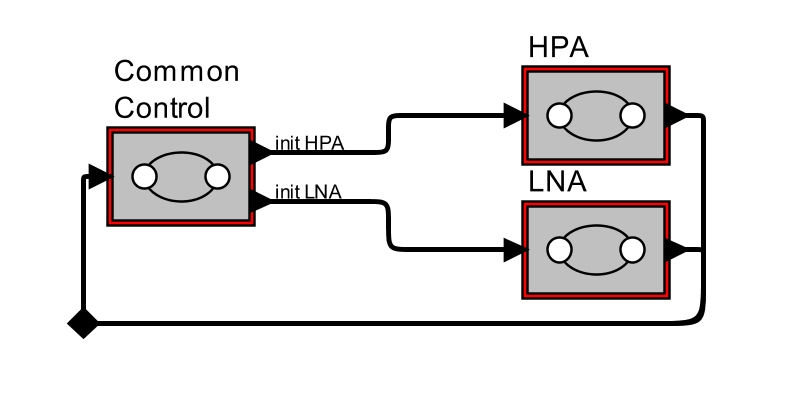 Common
Control
init HPA
init LNA
HPA
LNA